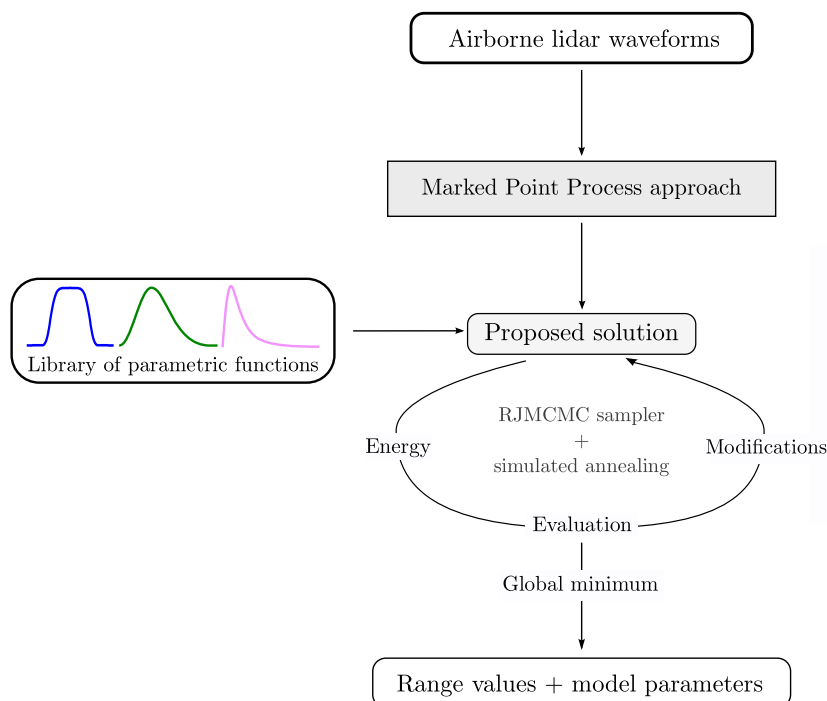 Airborne lidar waveforms
Marked Point Process approach
Library of parametric functions
Proposed solution
RJMCMC sampler
+
simulated annealing
Energy
Modifications
Evaluation
Global minimum
Range values + model parameters